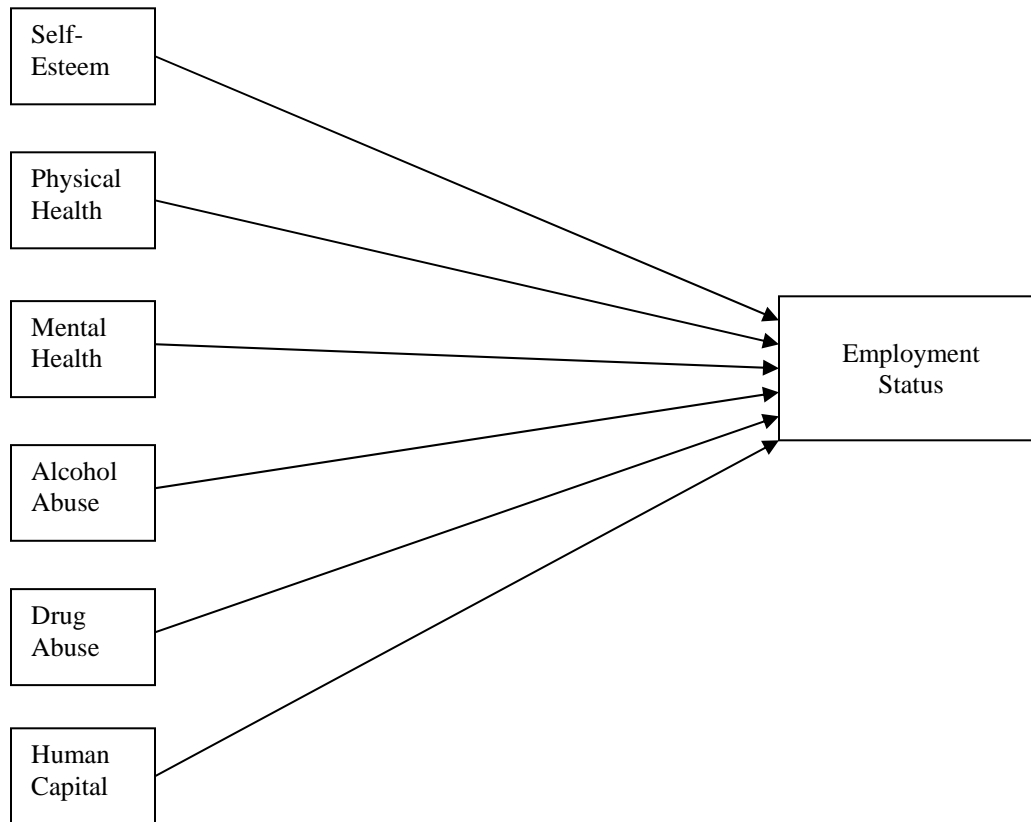 Self-
Esteem
Physical
Health
Mental
Health
Employment
Status
Alcohol
Abuse
Drug
Abuse
Human
Capital